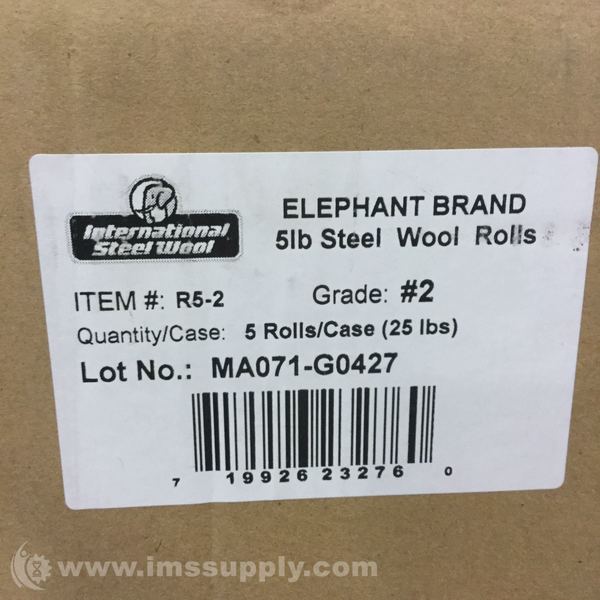 International
Steel Wool
ELEPHANT BRAND
5lb Steel Wool Rolls
ITEM #: R5-2 Grade: #2
Quantity/Case: 5 Rolls/Case (25 lbs)
Lot No.: MA071-G0427
7 19926 23276 0
www.imssupply.com